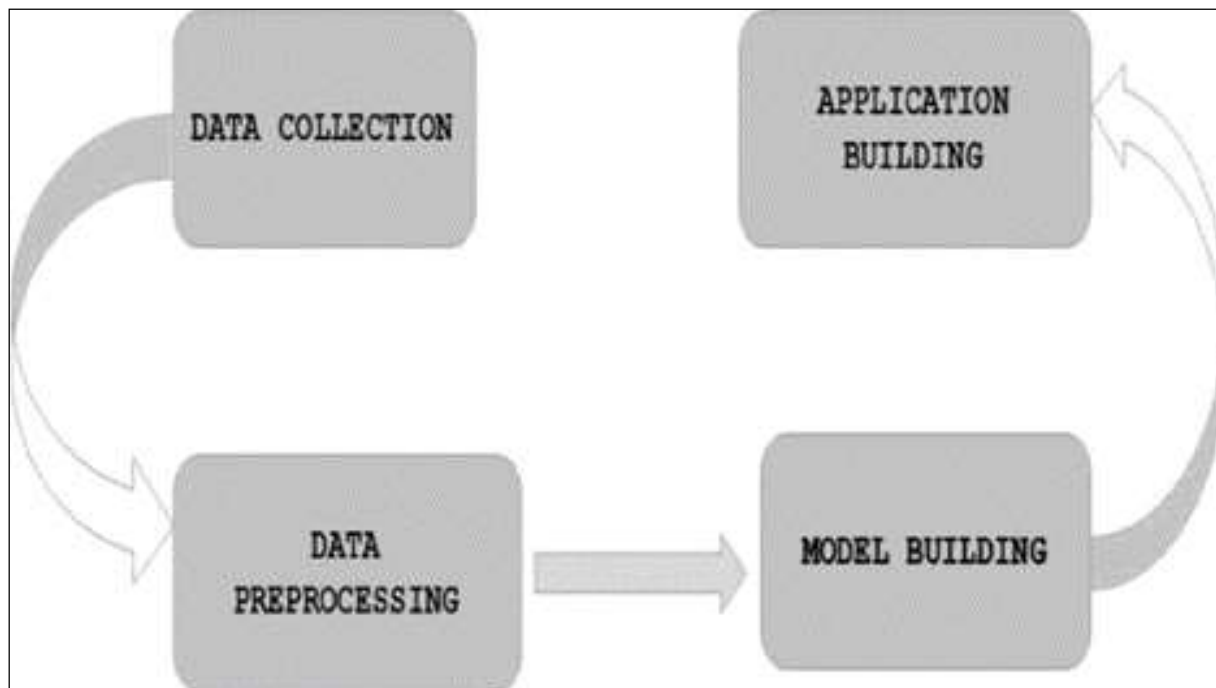 DATA COLLECTION
DATA
PREPROCESSING
MODEL BUILDING
APPLICATION
BUILDING